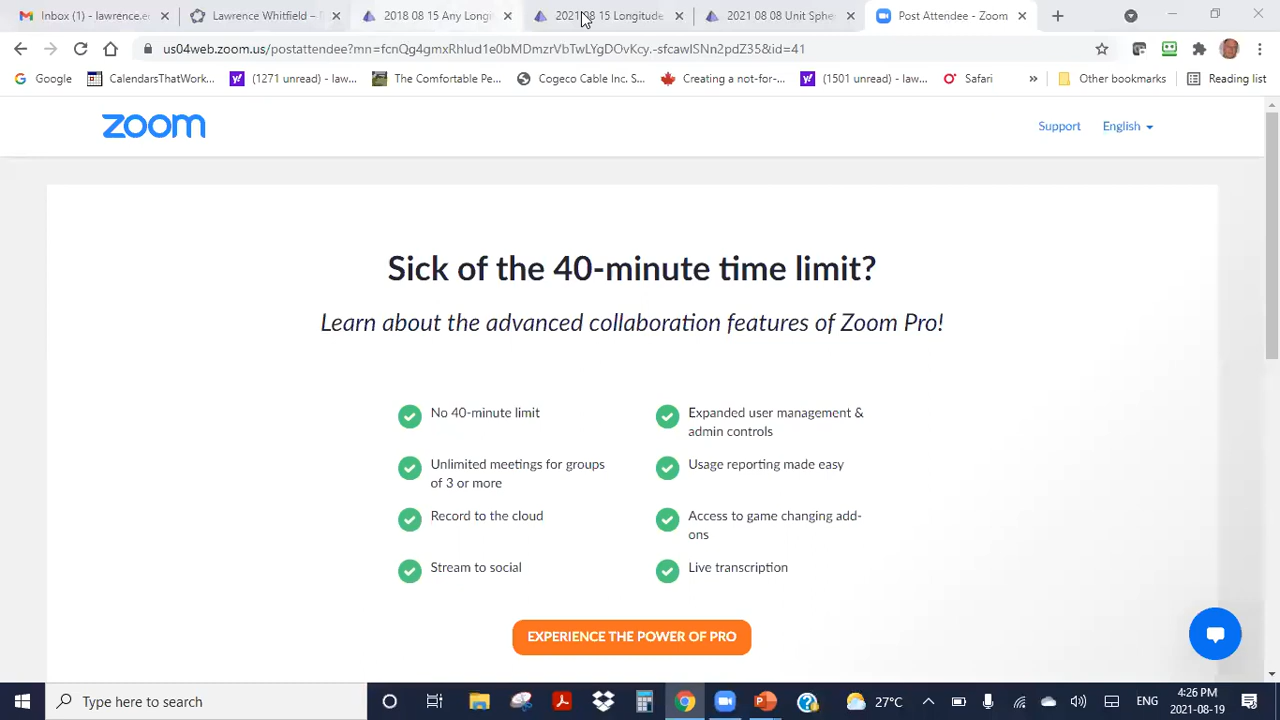 Inbox (1) - lawrence.ec
Lawrence Whitfield –
2018 08 15 Any Longi
2021 08 15 Longitude
2021 08 08 Unit Sphe
Post Attendee - Zoom
us04web.zoom.us/postattendee?mn=fcnQg4gmxRhlud1e0bMDmzrVbTwLYgDOvKcy.-sfcawISNn2pdZ35&id=41
Google
CalendarsThatWork...
(1271 unread) - law...
The Comfortable Pe...
Cogeco Cable Inc. S...
Creating a not-for-...
(1501 unread) - law...
Safari
»
Other bookmarks
Reading list
zoom
Support
English
Sick of the 40-minute time limit?
Learn about the advanced collaboration features of Zoom Pro!
No 40-minute limit
Expanded user management &
admin controls
Unlimited meetings for groups
of 3 or more
Usage reporting made easy
Record to the cloud
Access to game changing add-
ons
Stream to social
Live transcription
EXPERIENCE THE POWER OF PRO
Type here to search
27°C
ENG
4:26 PM
2021-08-19